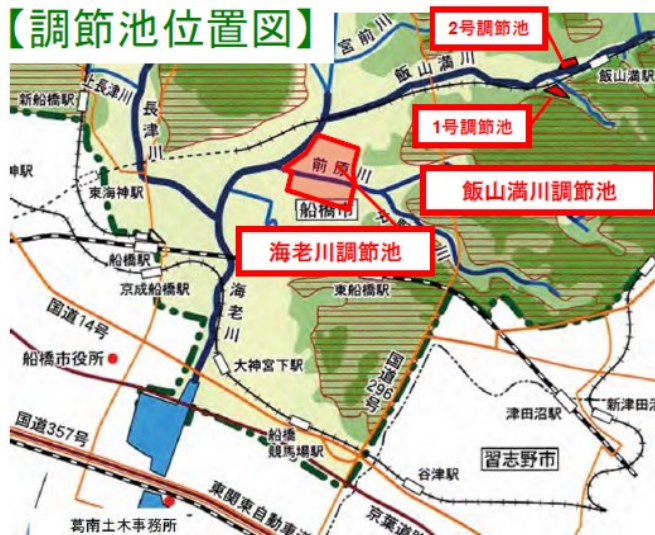 【調節池位置図】
宮前川
2号調節池
飯山満川
飯山満駅
上長津川
新船橋駅
長津川
1号調節池
前原川
飯山満川調節池
東海神駅
船橋市
海老川調節池
船橋駅
京成船橋駅
海老川
東船橋駅
国道14号
大神宮下駅
国道296号
船橋市役所
津田沼駅
新津田沼
国道357号
船橋競馬場駅
谷津駅
習志野市
東関東自動車道
京葉道路
葛南土木事務所